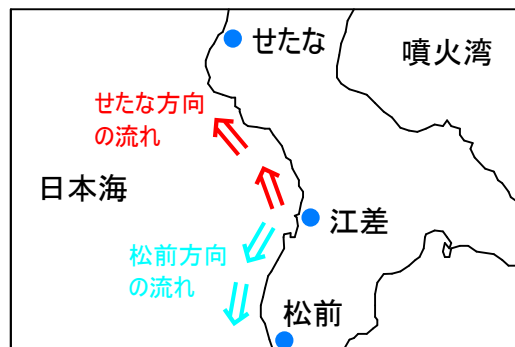 せたな
噴火湾
せたな方向
の流れ
日本海
江差
松前方向
の流れ
松前